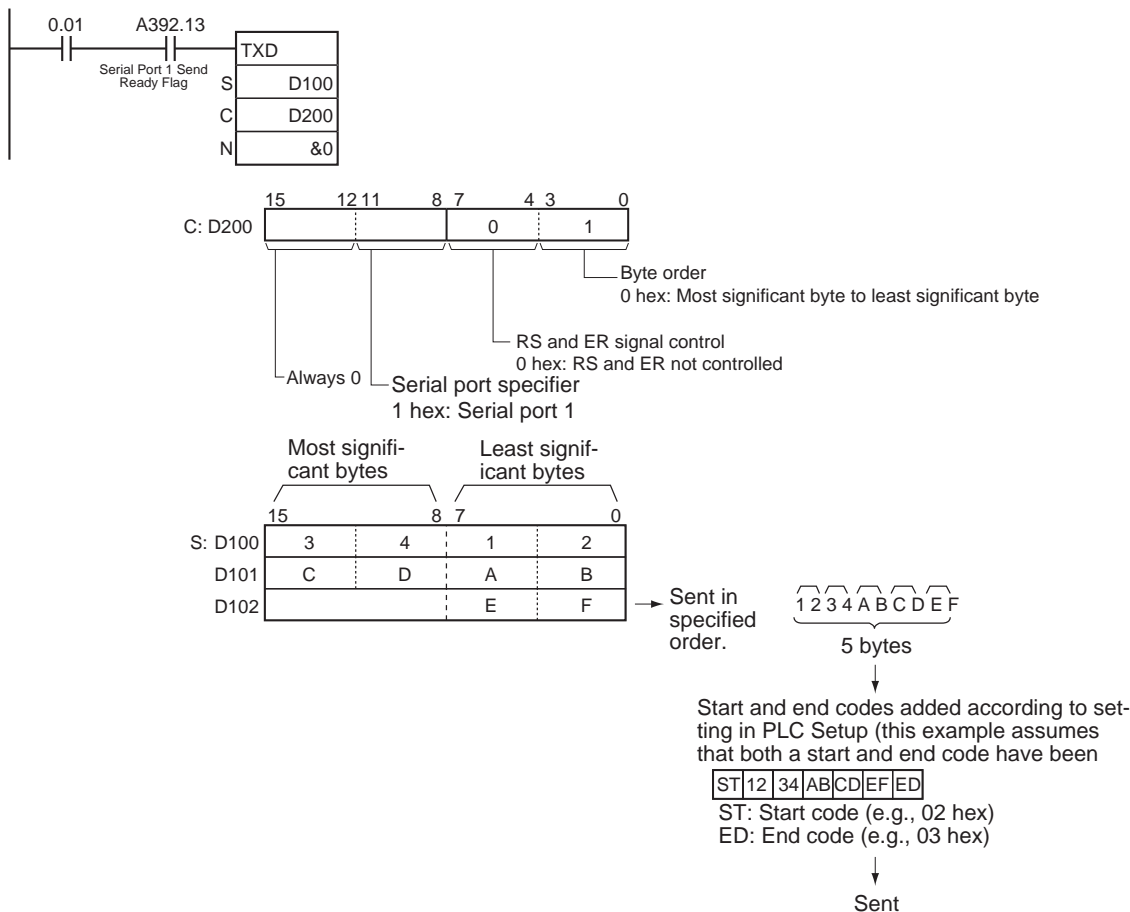 0.01 A392.13
TXD
Serial Port 1 Send
Ready Flag
S D100
C D200
N &0
15 12 11 8 7 4 3 0
C: D200 0 1
Byte order
0 hex: Most significant byte to least significant byte
RS and ER signal control
0 hex: RS and ER not controlled
Always 0
Serial port specifier
1 hex: Serial port 1
Most signifi-
cant bytes
Least signif-
icant bytes
15 8 7 0
S: D100 3 4 1 2
D101 C D A B
D102 E F
Sent in
specified
order.
1 2 3 4 A B C D E F
5 bytes
Start and end codes added according to set-
ting in PLC Setup (this example assumes
that both a start and end code have been
ST 12 34 AB CD EF ED
ST: Start code (e.g., 02 hex)
ED: End code (e.g., 03 hex)
Sent